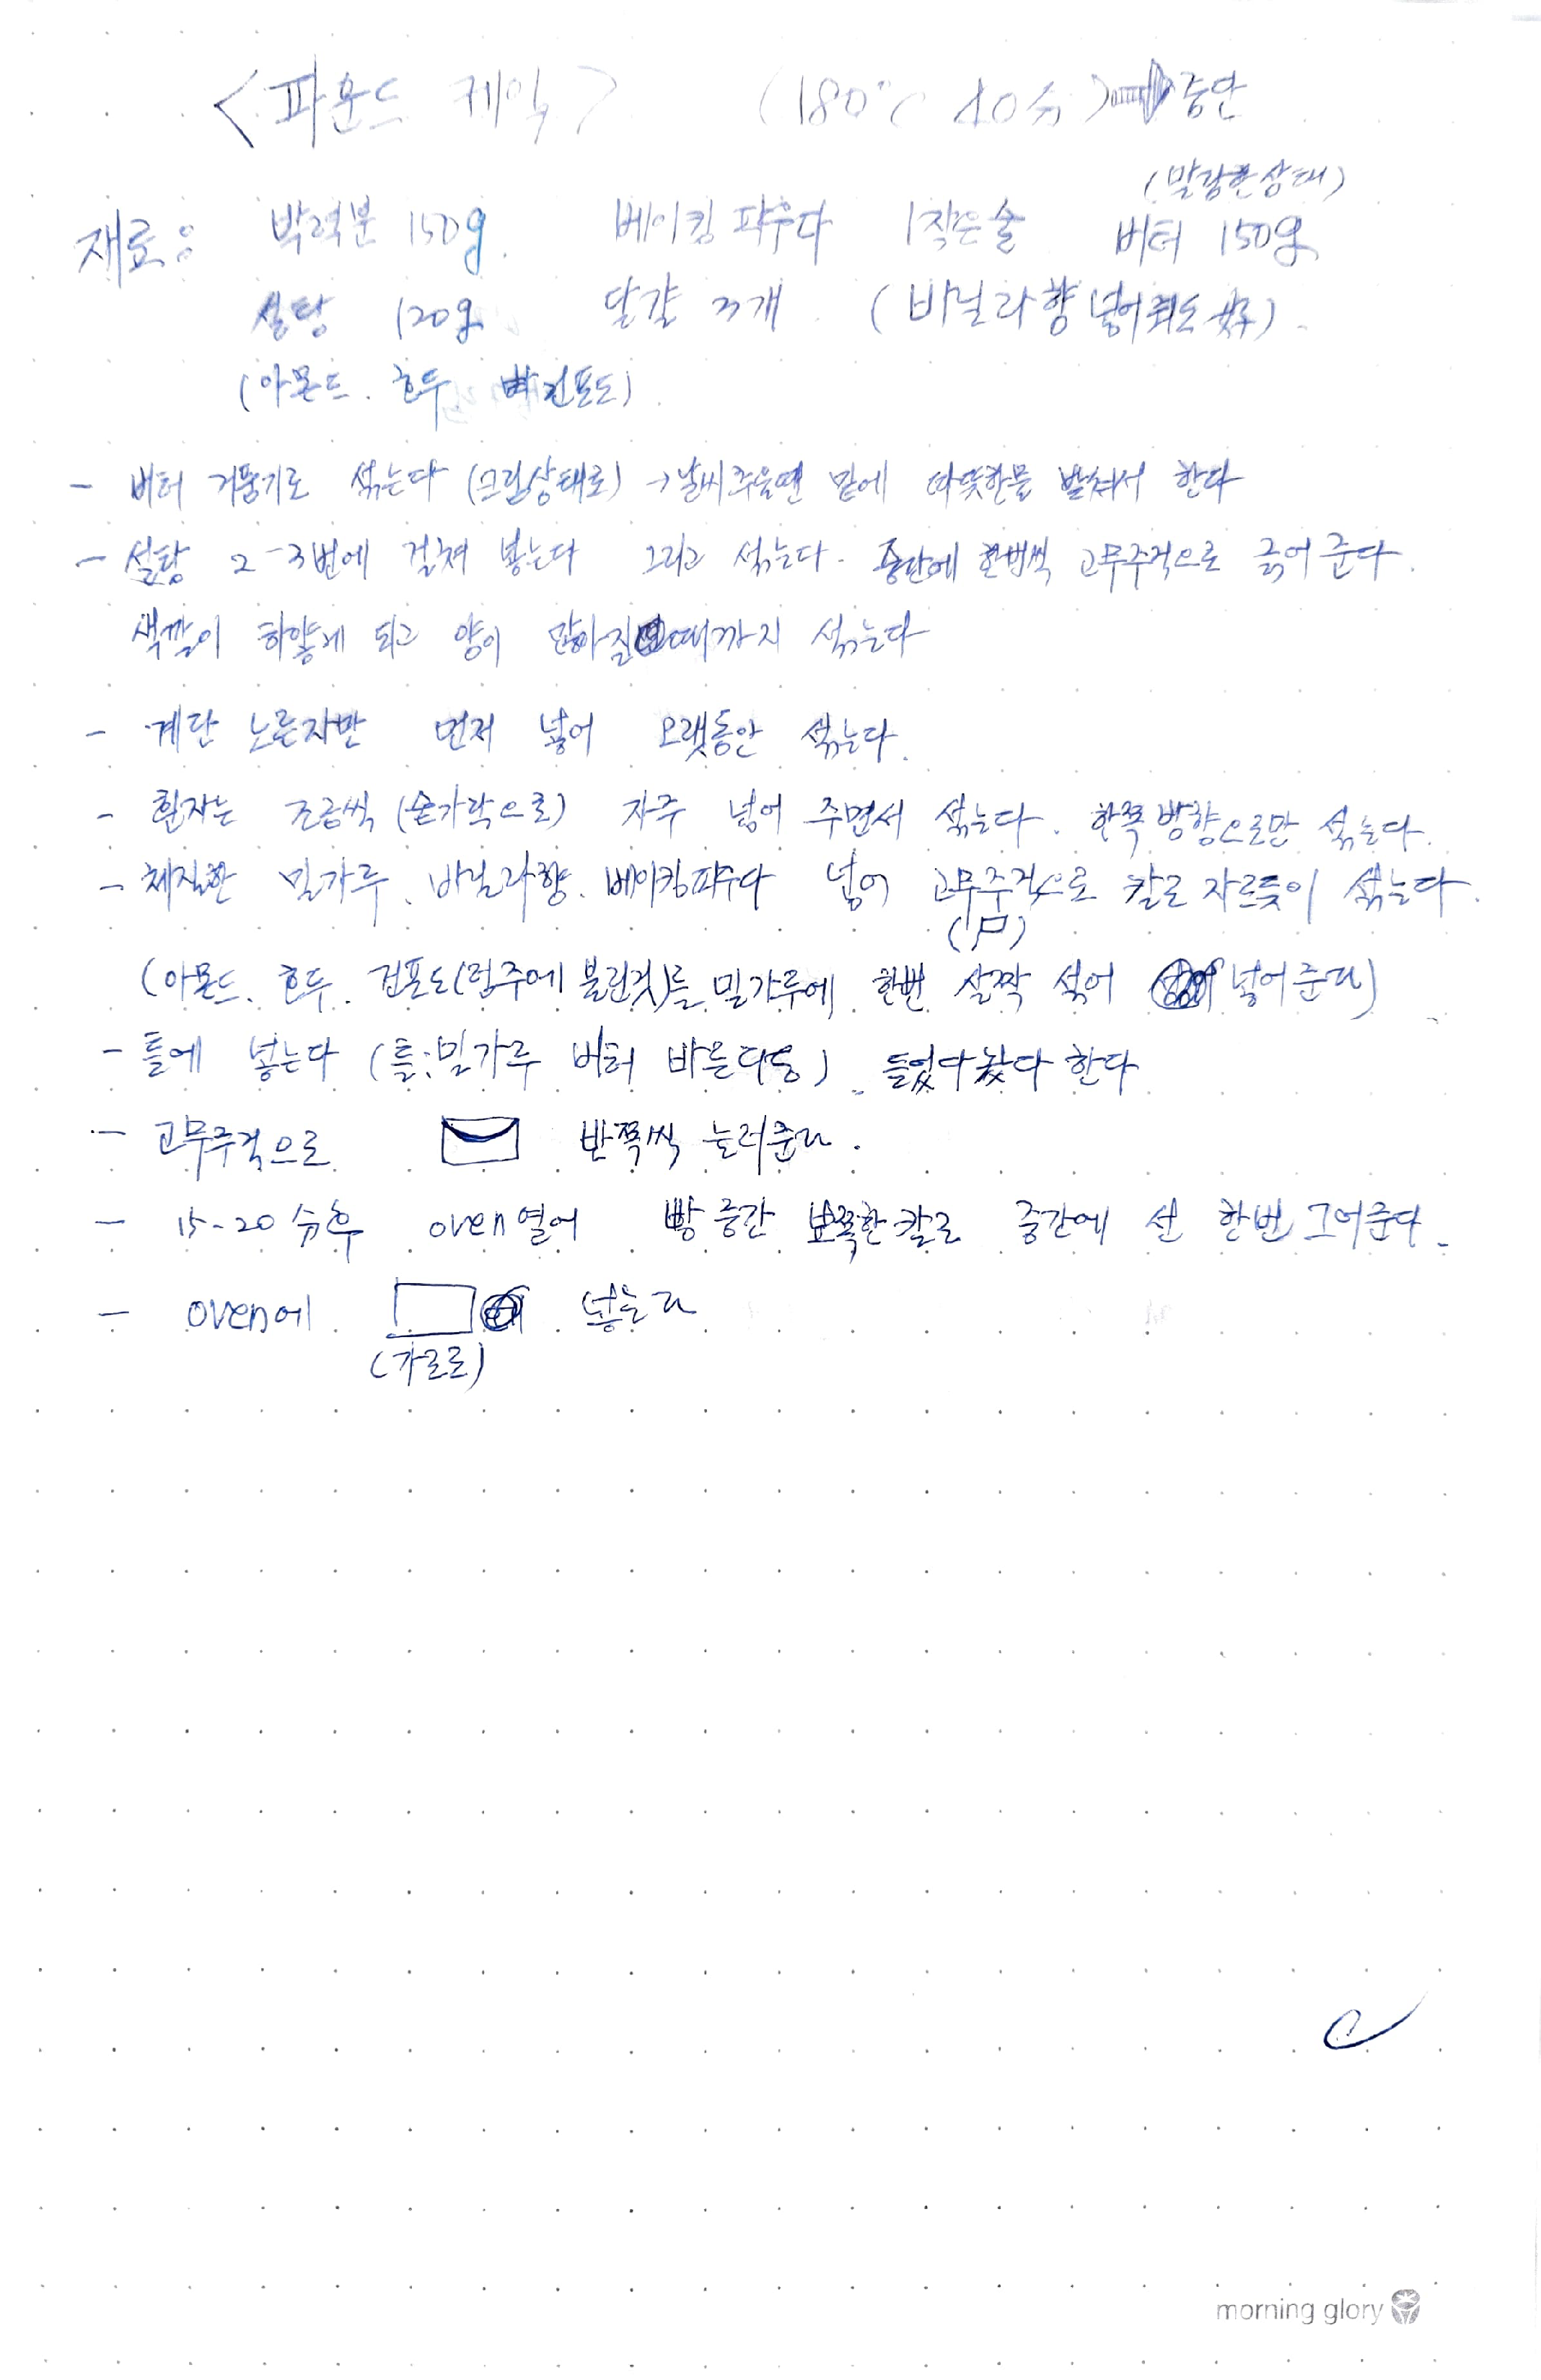 <파운드 케익> (180℃ 40分) ⇒ 중단
(말랑한 상태)
재료: 박력분 150g. 베이킹 파우다 1작은술 버터 150g
설탕 120g 달걀 3개. (바닐라향 넣어줘도 好).
(아몬드. 호두. 건포도).
- 버터 거품기로 섞는다 (크림상태로) → 날씨추울땐 밑에 따뜻한물 받쳐서 한다
- 설탕 2-3번에 걸쳐 넣는다 그리고 섞는다. 중간에 한번씩 고무주걱으로 긁어 준다.
색깔이 하얗게 되고 양이 많아질때까지 섞는다
- 계란 노른자만 먼저 넣어 오랫동안 섞는다.
- 흰자는 조금씩 (숟가락으로) 자주 넣어 주면서 섞는다. 한쪽방향으로만 섞는다.
- 체질한 밀가루. 바닐라향. 베이킹파우다 넣어 고무주걱으로 칼로 자르듯이 섞는다.
(아몬드. 호두. 건포도(럼주에 불린것)를 밀가루에 한번 살짝 섞어 넣어준다)
- 틀에 넣는다 (틀: 밀가루 버터 바른다음). 들었다놨다 한다
- 고무주걱으로 반쪽씩 눌러준다.
- 15-20分후 oven열어 빵 중간 뾰쪽한칼로 중간에 선 한번 그어준다.
- oven에 넣는다
(가로로)
morning glory